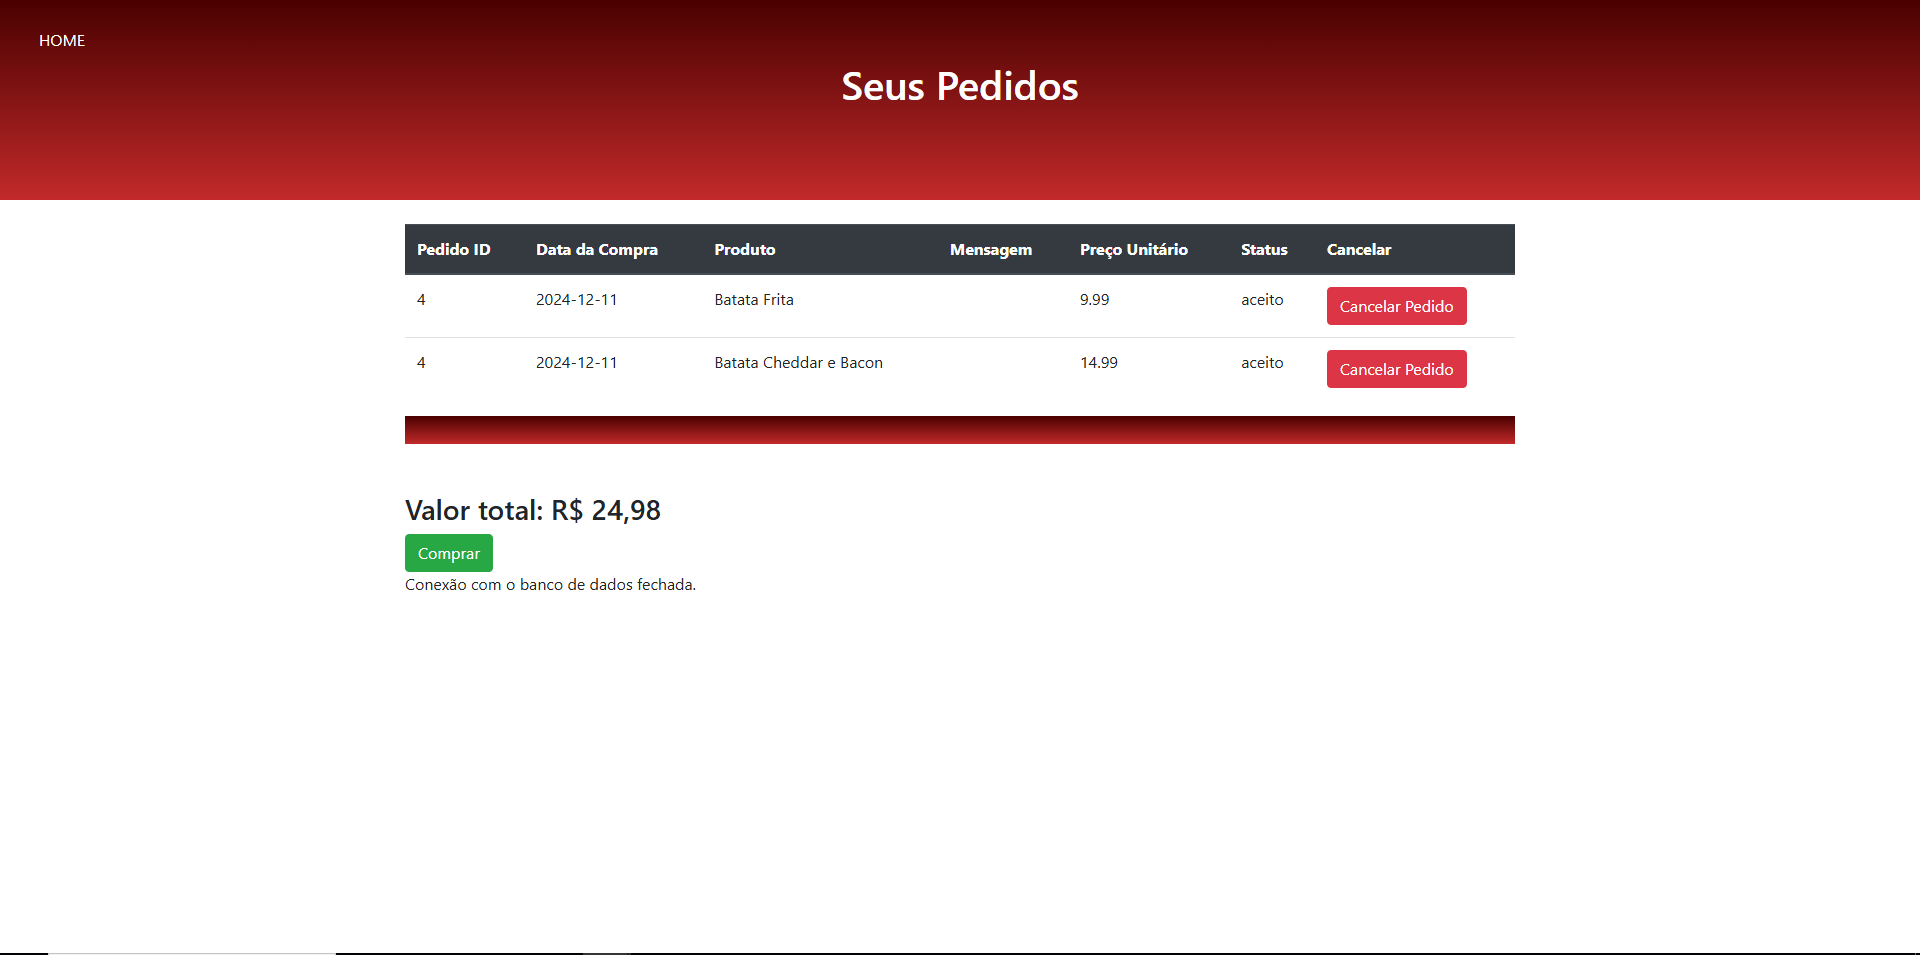 HOME
Seus Pedidos
Pedido ID Data da Compra Produto Mensagem Preço Unitário Status Cancelar
4 2024-12-11 Batata Frita 9.99 aceito Cancelar Pedido
4 2024-12-11 Batata Cheddar e Bacon 14.99 aceito Cancelar Pedido
Valor total: R$ 24,98
Comprar
Conexão com o banco de dados fechada.